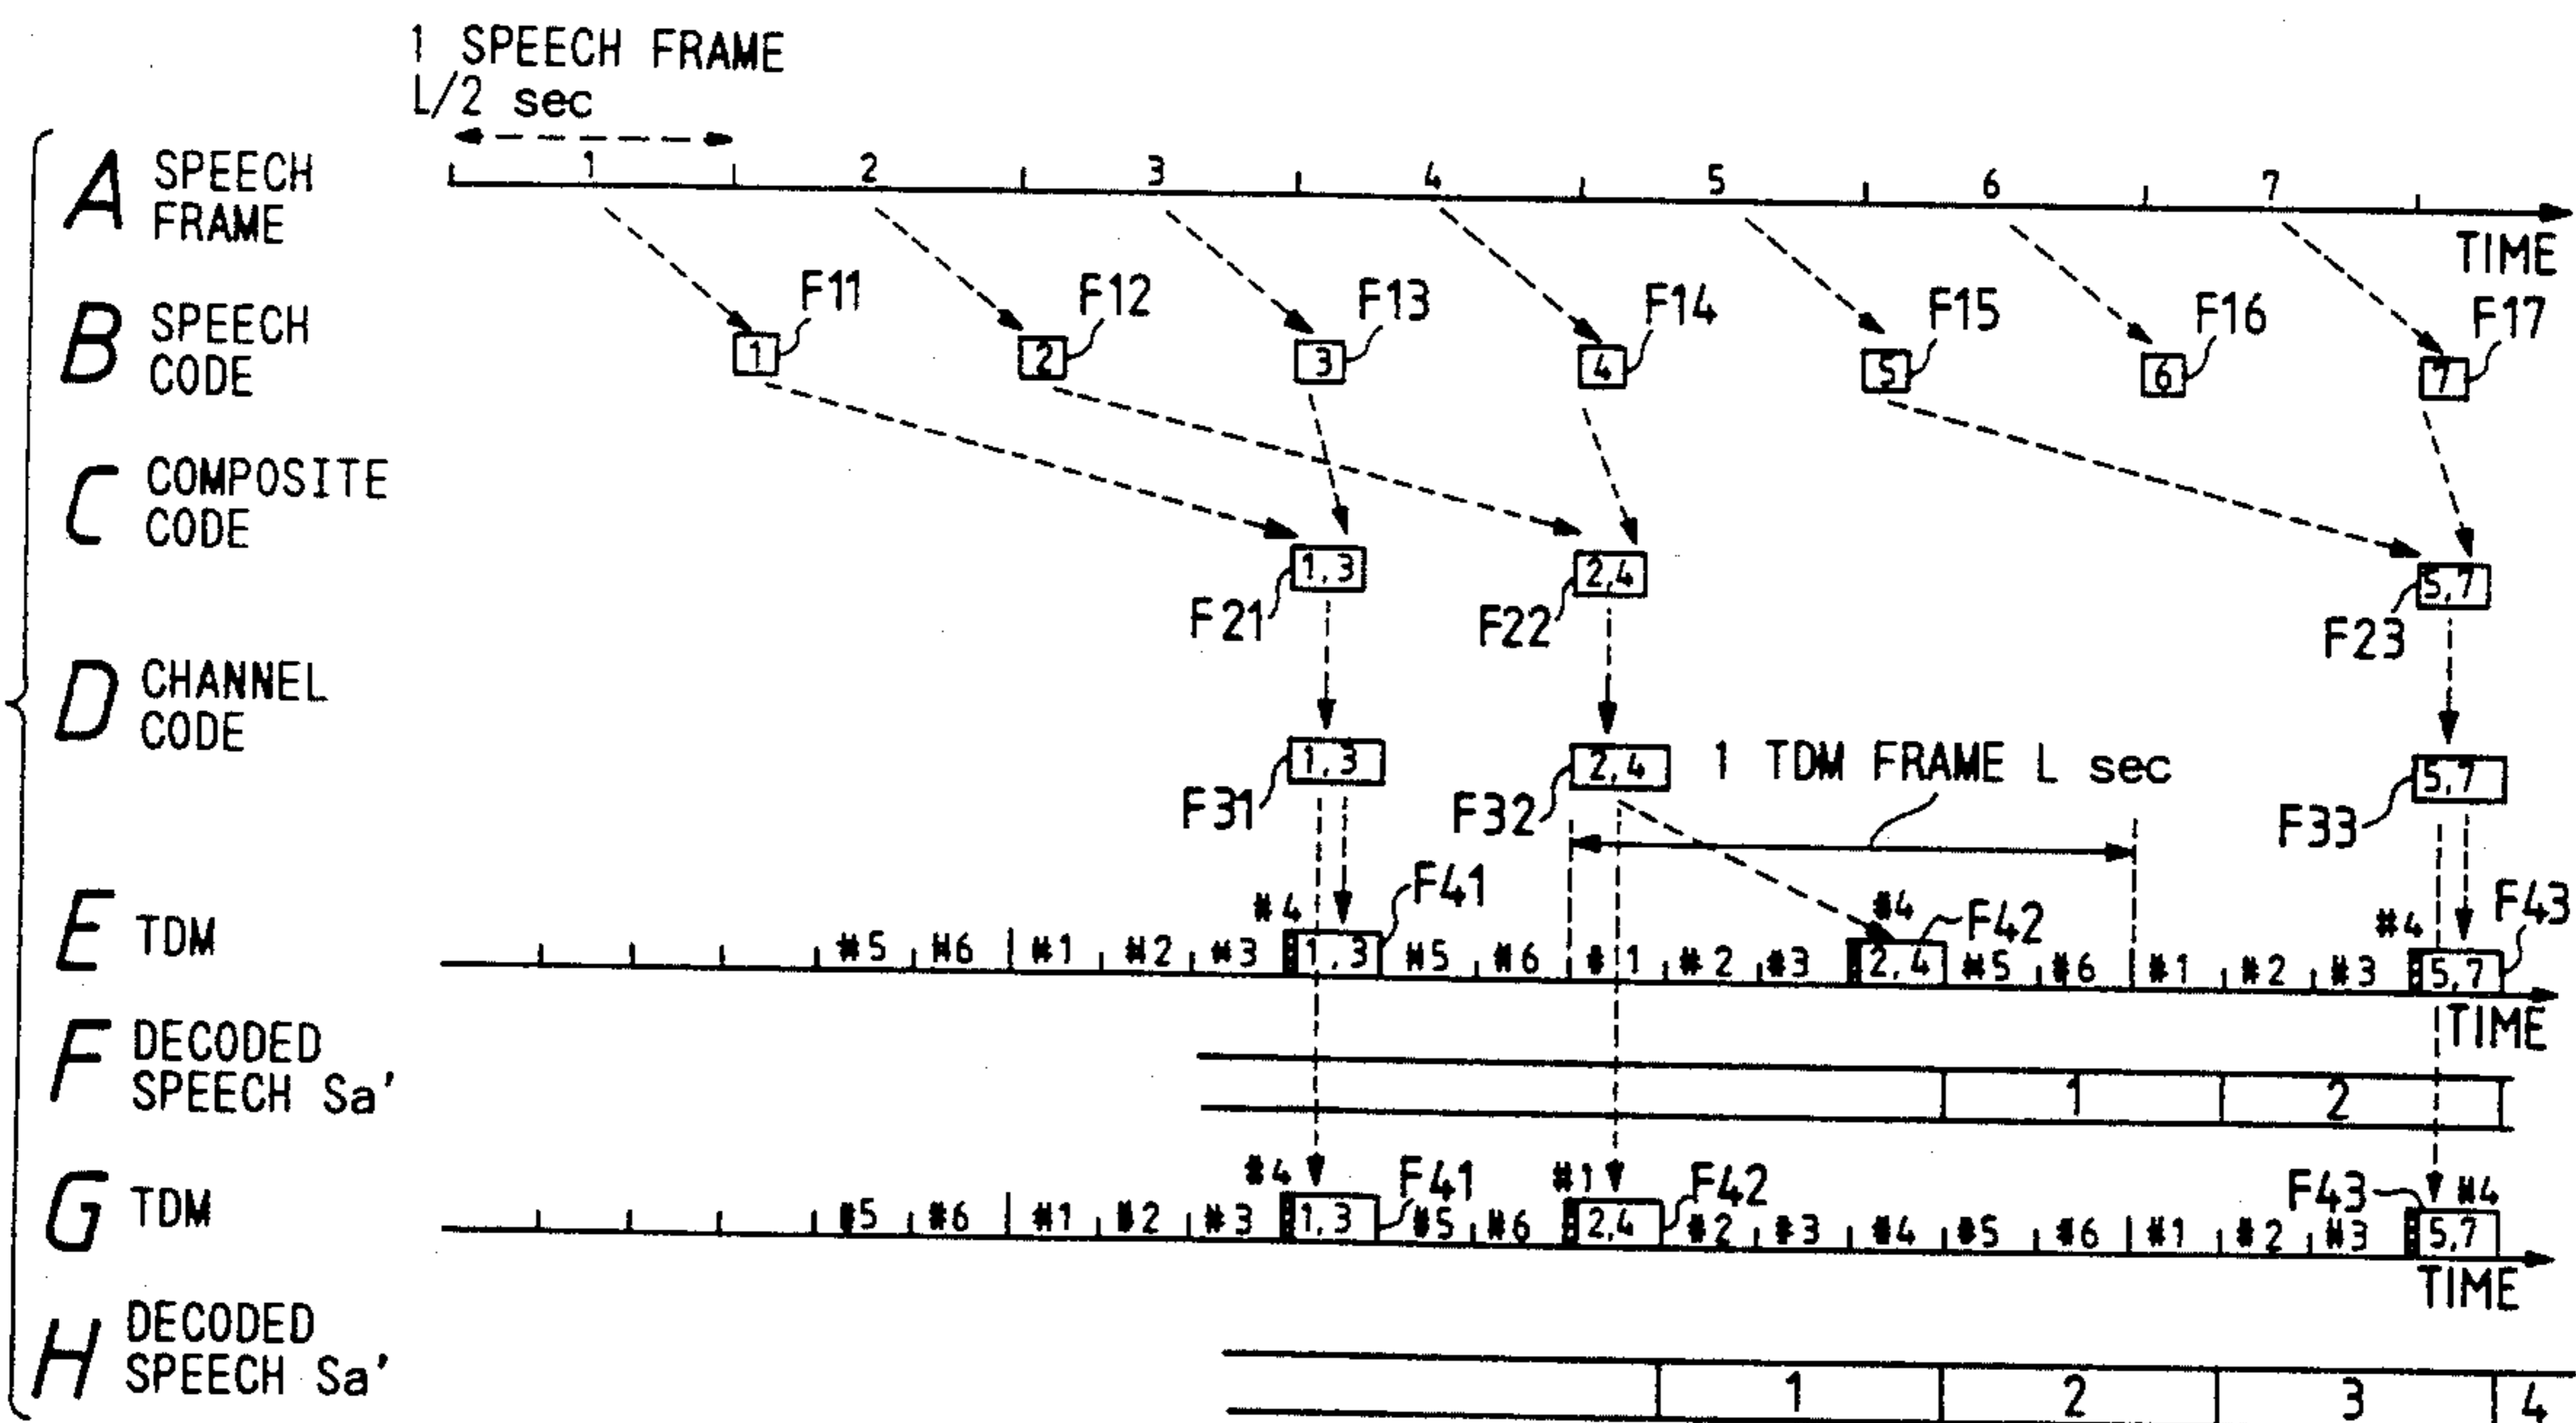 1 SPEECH FRAME
L/2 sec
A SPEECH FRAME
1 2 3 4 5 6 7
TIME
B SPEECH CODE
F11 F12 F13 F14 F15 F16 F17
1 2 3 4 5 6 7
C COMPOSITE CODE
1,3 2,4 5,7
F21 F22 F23
D CHANNEL CODE
1,3 2,4 5,7
F31 F32 F33
1 TDM FRAME L sec
E TDM
#4 F41 #4 F42 #4 F43
#5 #6 #1 #2 #3 1,3 #5 #6 #1 #2 #3 2,4 #5 #6 #1 #2 #3 5,7
TIME
F DECODED SPEECH Sa'
1 2
G TDM
#4 F41 #1 F42 F43 #4
#5 #6 #1 #2 #3 1,3 #5 #6 2,4 #2 #3 #4 #5 #6 #1 #2 #3 5,7
TIME
H DECODED SPEECH Sa'
1 2 3 4